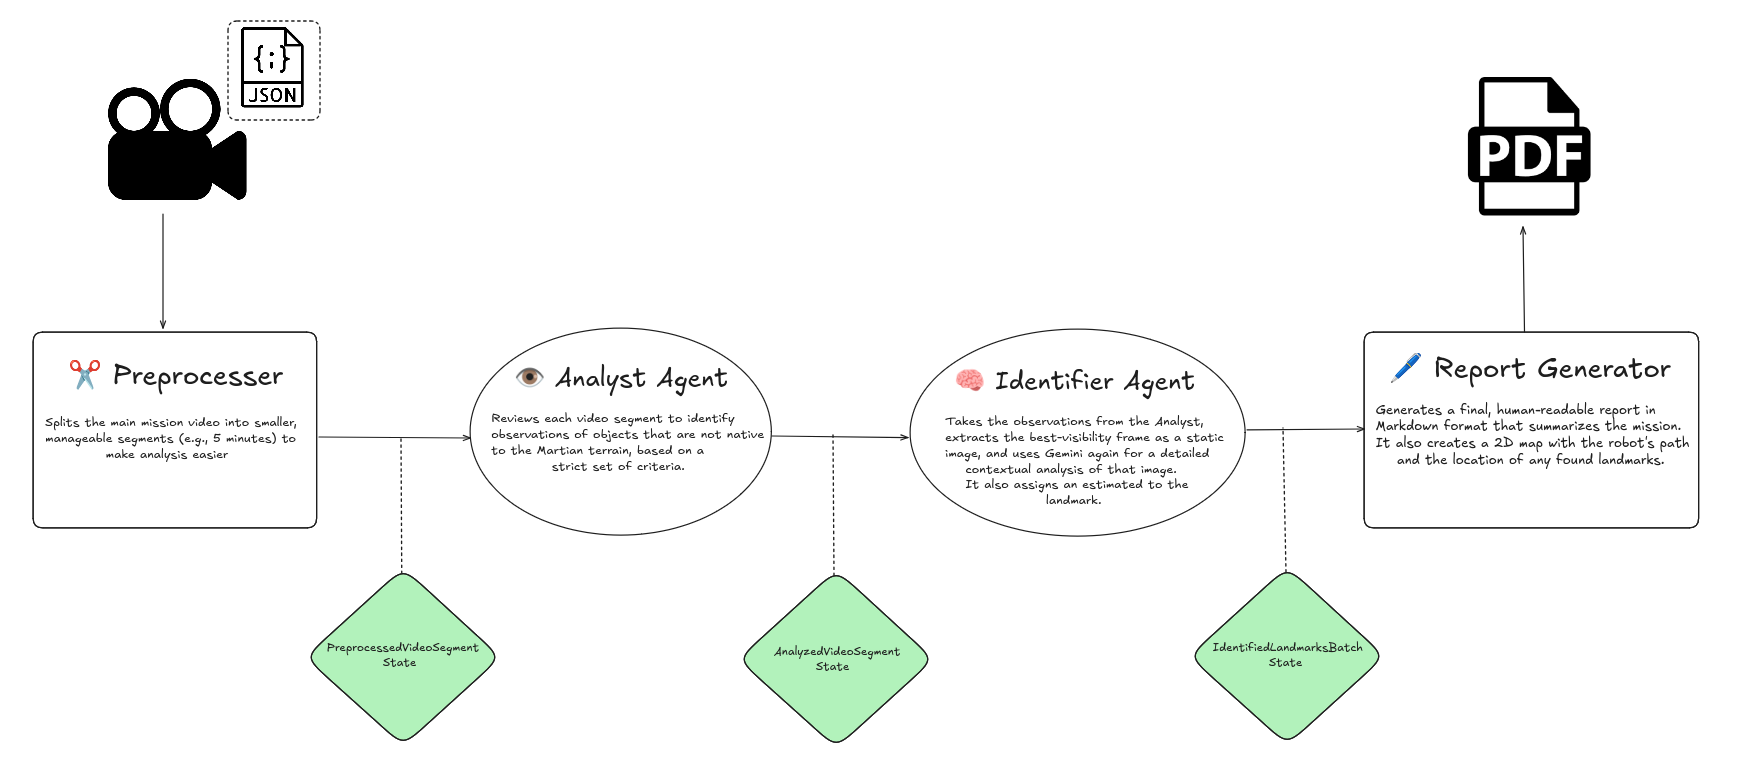 {;}
JSON
PDF
✂️ Preprocesser
Splits the main mission video into smaller,
manageable segments (e.g., 5 minutes) to
make analysis easier
👁️ Analyst Agent
Reviews each video segment to identify
observations of objects that are not native
to the Martian terrain, based on a
strict set of criteria.
🧠 Identifier Agent
Takes the observations from the Analyst,
extracts the best-visibility frame as a static
image, and uses Gemini again for a detailed
contextual analysis of that image.
It also assigns an estimated to the
landmark.
🖊️ Report Generator
Generates a final, human-readable report in
Markdown format that summarizes the mission.
It also creates a 2D map with the robot's path
and the location of any found landmarks.
PreprocessedVideoSegment
State
AnalyzedVideoSegment
State
IdentifiedLandmarksBatch
State